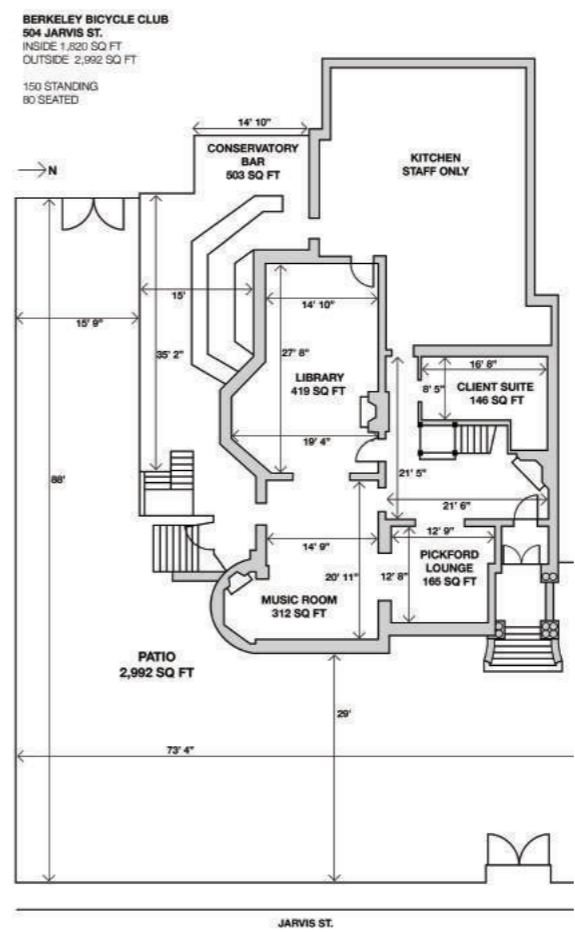 BERKELEY BICYCLE CLUB
504 JARVIS ST.
INSIDE 1,820 SQ FT
OUTSIDE 2,992 SQ FT
150 STANDING
80 SEATED
14' 10"
CONSERVATORY
BAR
503 SQ FT
KITCHEN
STAFF ONLY
N
15'
14' 10"
15' 9"
35' 2"
27' 8"
LIBRARY
419 SQ FT
16' 8"
8' 5"
CLIENT SUITE
146 SQ FT
19' 4"
88'
21' 5"
21' 6"
14' 9"
12' 9"
20' 11"
12' 8"
PICKFORD
LOUNGE
165 SQ FT
MUSIC ROOM
312 SQ FT
PATIO
2,992 SQ FT
29'
73' 4"
JARVIS ST.